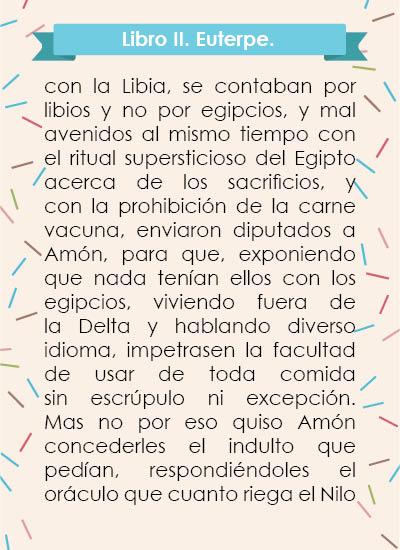 Libro II. Euterpe.
con la Libia, se contaban por
libios y no por egipcios, y mal
avenidos al mismo tiempo con
el ritual supersticioso del Egipto
acerca de los sacrificios, y
con la prohibición de la carne
vacuna, enviaron diputados a
Amón, para que, exponiendo
que nada tenían ellos con los
egipcios, viviendo fuera de
la Delta y hablando diverso
idioma, impetrasen la facultad
de usar de toda comida
sin escrúpulo ni excepción.
Mas no por eso quiso Amón
concederles el indulto que
pedían, respondiéndoles el
oráculo que cuanto riega el Nilo